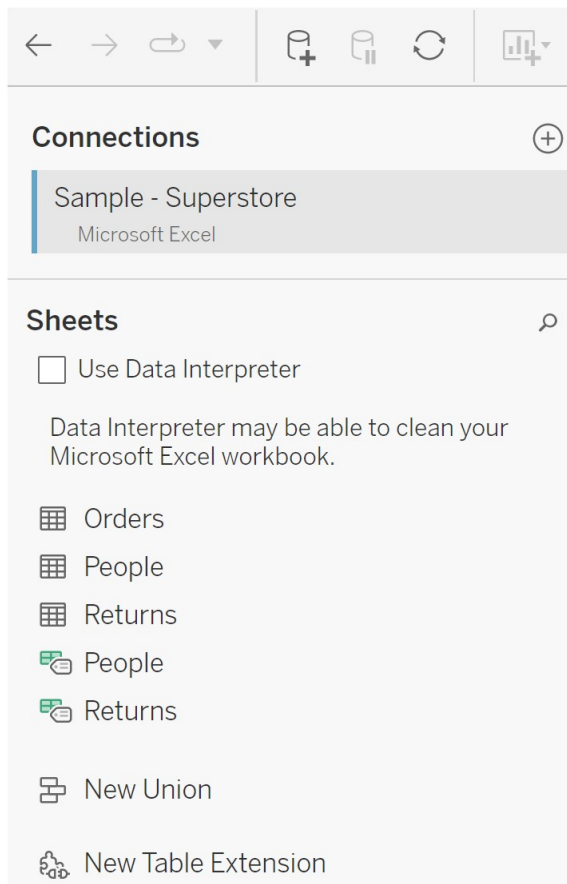 Connections
Sample - Superstore
Microsoft Excel
Sheets
Use Data Interpreter
Data Interpreter may be able to clean your
Microsoft Excel workbook.
Orders
People
Returns
People
Returns
New Union
New Table Extension